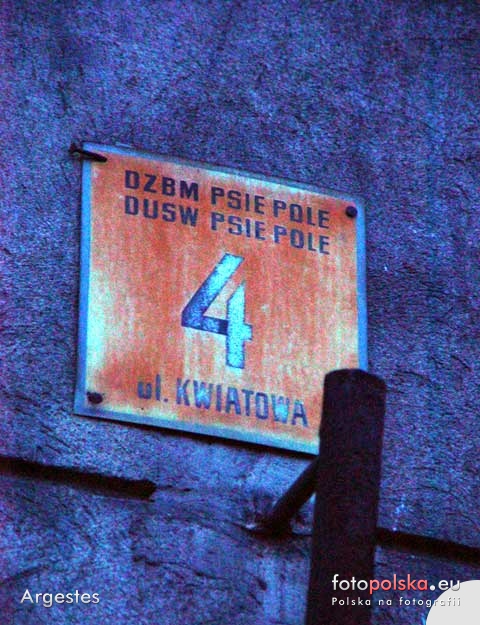 DZBM PSIE POLE
DUSW PSIE POLE
4
ul. KWIATOWA
fotopolska.eu
Polska na fotografii
Argestes